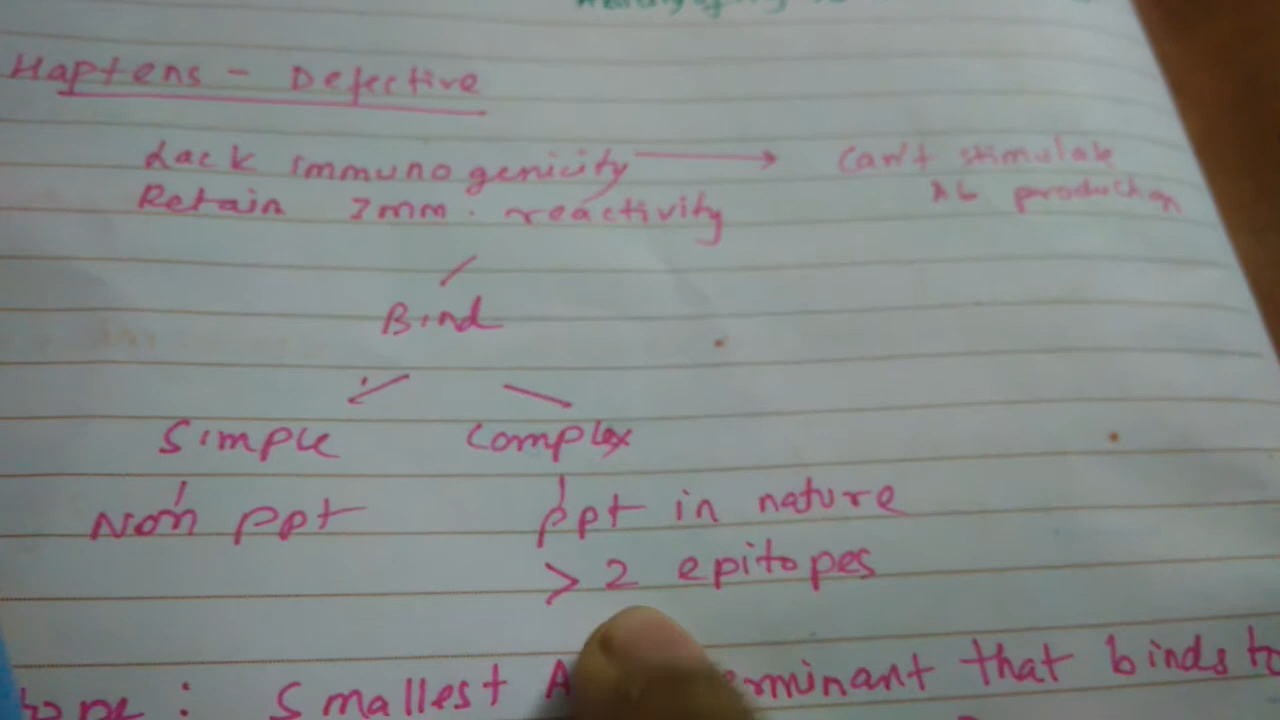 Haptens - Defective
Lack immunogenicity → Can't stimulate
Retain Imm. reactivity Ab production
Bind
Simple Complex
Non ppt ppt in nature
> 2 epitopes
: Smallest that binds to